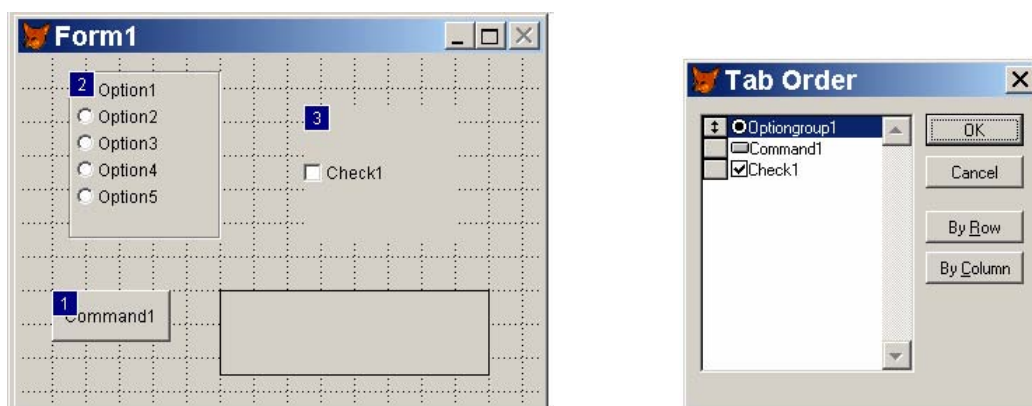 Form1
2 Option1
Option2
Option3
Option4
Option5
3
Check1
1
Command1
Tab Order
Optiongroup1
Command1
Check1
OK
Cancel
By Row
By Column